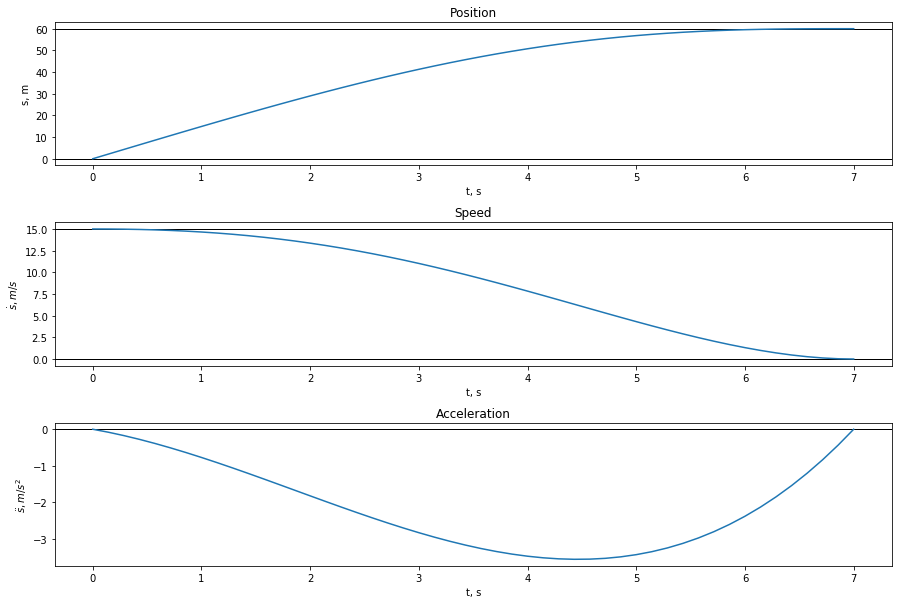 Position
60
50
40
30
20
10
0
s, m
0 1 2 3 4 5 6 7
t, s
Speed
15.0
12.5
10.0
7.5
5.0
2.5
0.0
ṡ, m/s
0 1 2 3 4 5 6 7
t, s
Acceleration
0
−1
−2
−3
s̈, m/s²
0 1 2 3 4 5 6 7
t, s